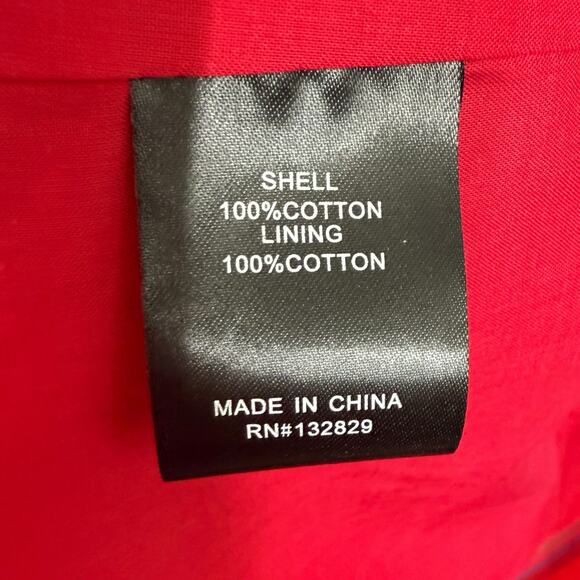 SHELL
100%COTTON
LINING
100%COTTON
MADE IN CHINA
RN#132829